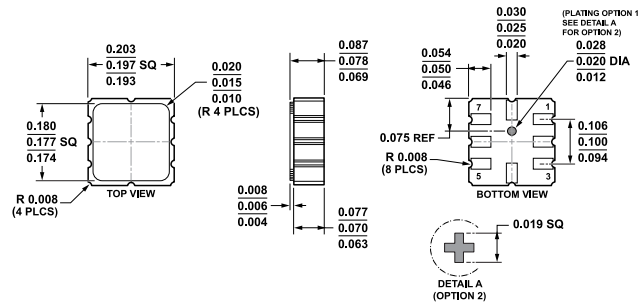 0.203
0.197 SQ
0.193
0.020
0.015
0.010
(R 4 PLCS)
0.180
0.177 SQ
0.174
R 0.008
(4 PLCS)
TOP VIEW
0.087
0.078
0.069
0.008
0.006
0.004
0.077
0.070
0.063
0.030
0.025
0.020
(PLATING OPTION 1
SEE DETAIL A
FOR OPTION 2)
0.054
0.050
0.046
0.028
0.020 DIA
0.012
7
1
0.075 REF
0.106
0.100
0.094
R 0.008
(8 PLCS)
5
3
BOTTOM VIEW
0.019 SQ
DETAIL A
(OPTION 2)